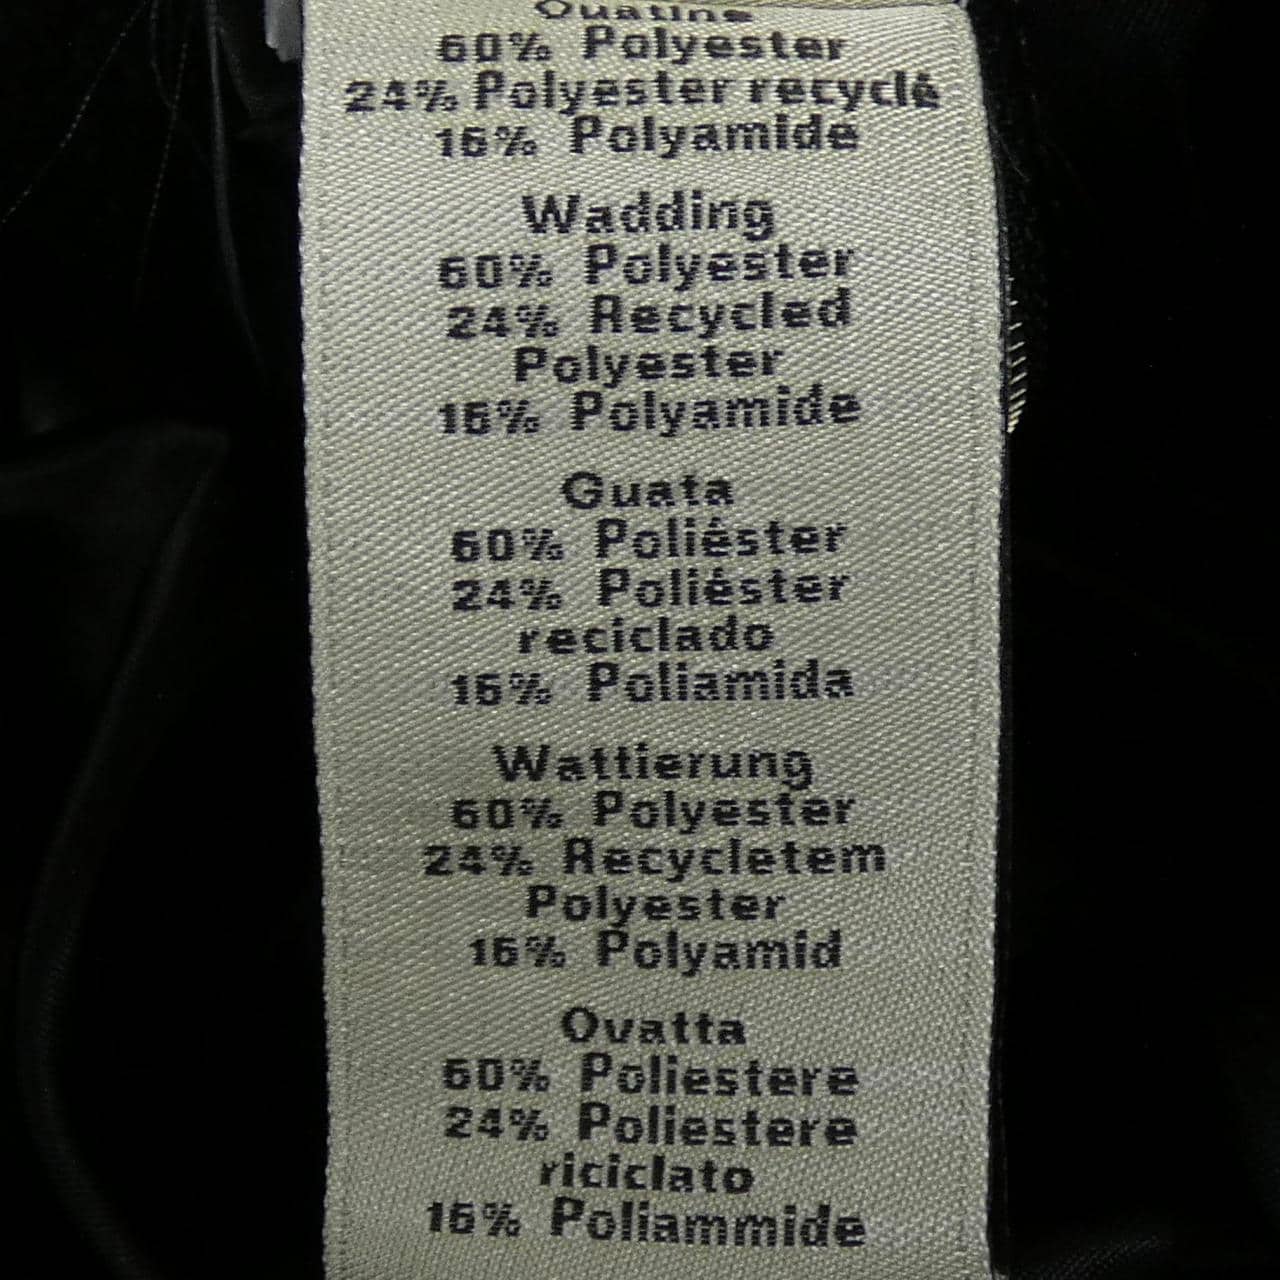 Ouatine
60% Polyester
24% Polyester recyclé
16% Polyamide
Wadding
60% Polyester
24% Recycled
Polyester
16% Polyamide
Guata
60% Poliéster
24% Poliéster
reciclado
16% Poliamida
Wattierung
60% Polyester
24% Recycletem
Polyester
16% Polyamid
Ovatta
60% Poliestere
24% Poliestere
riciclato
16% Poliammide